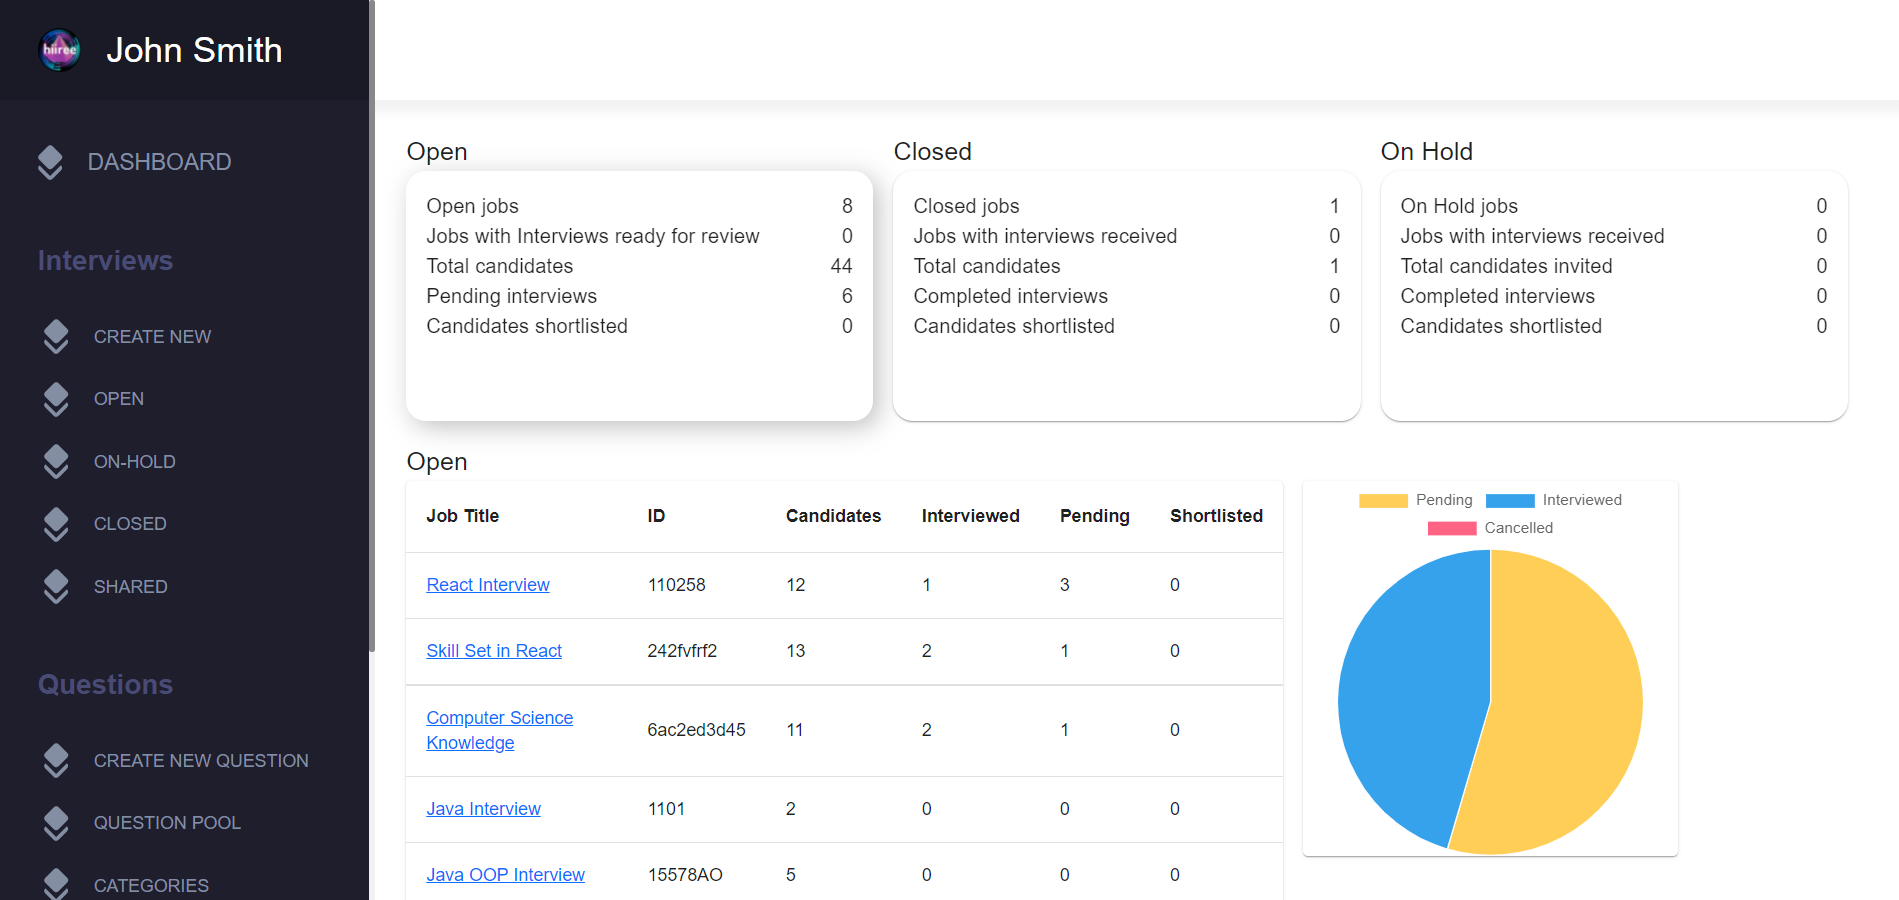 hiiree
John Smith
DASHBOARD
Interviews
CREATE NEW
OPEN
ON-HOLD
CLOSED
SHARED
Questions
CREATE NEW QUESTION
QUESTION POOL
CATEGORIES
Open
Open jobs 8
Jobs with Interviews ready for review 0
Total candidates 44
Pending interviews 6
Candidates shortlisted 0
Closed
Closed jobs 1
Jobs with interviews received 0
Total candidates 1
Completed interviews 0
Candidates shortlisted 0
On Hold
On Hold jobs 0
Jobs with interviews received 0
Total candidates invited 0
Completed interviews 0
Candidates shortlisted 0
Open
Job Title ID Candidates Interviewed Pending Shortlisted
React Interview 110258 12 1 3 0
Skill Set in React 242fvfrf2 13 2 1 0
Computer Science
Knowledge 6ac2ed3d45 11 2 1 0
Java Interview 1101 2 0 0 0
Java OOP Interview 15578AO 5 0 0 0
Pending Interviewed
Cancelled